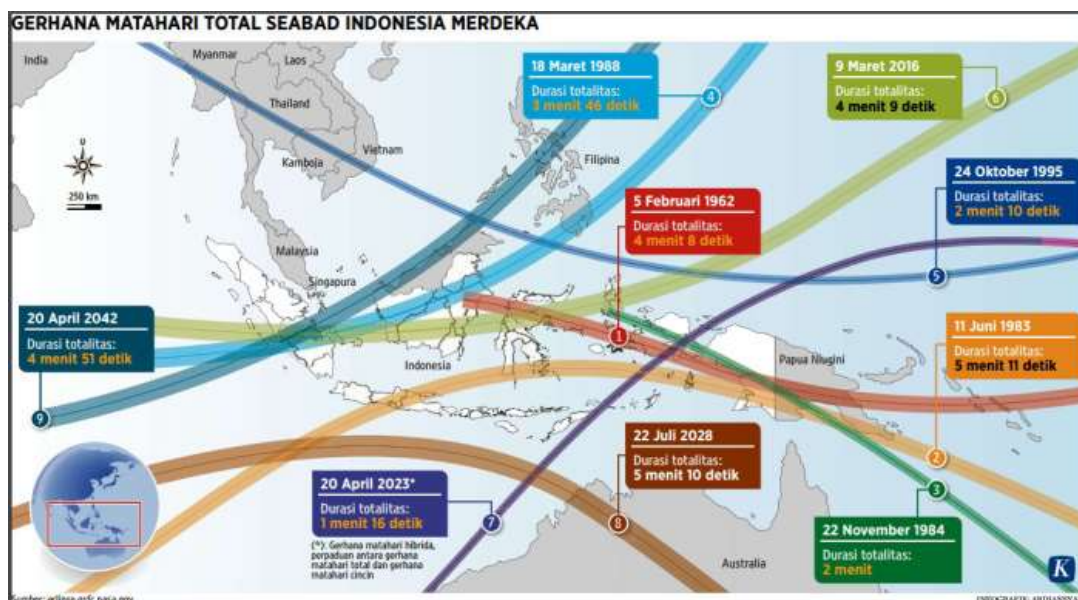 GERHANA MATAHARI TOTAL SEABAD INDONESIA MERDEKA
India
Myanmar
Laos
Thailand
Kamboja
Vietnam
Filipina
Malaysia
Singapura
Indonesia
Papua Niugini
Australia
U
250 km
18 Maret 1988
Durasi totalitas:
3 menit 46 detik
4
9 Maret 2016
Durasi totalitas:
4 menit 9 detik
6
5 Februari 1962
Durasi totalitas:
4 menit 8 detik
1
24 Oktober 1995
Durasi totalitas:
2 menit 10 detik
5
20 April 2042
Durasi totalitas:
4 menit 51 detik
9
11 Juni 1983
Durasi totalitas:
5 menit 11 detik
2
22 Juli 2028
Durasi totalitas:
5 menit 10 detik
8
20 April 2023*
Durasi totalitas:
1 menit 16 detik
7
(*): Gerhana matahari hibrida,
perpaduan antara gerhana
matahari total dan gerhana
matahari cincin
22 November 1984
Durasi totalitas:
2 menit
3
K
Sumber: eclipse.gsfc.nasa.gov